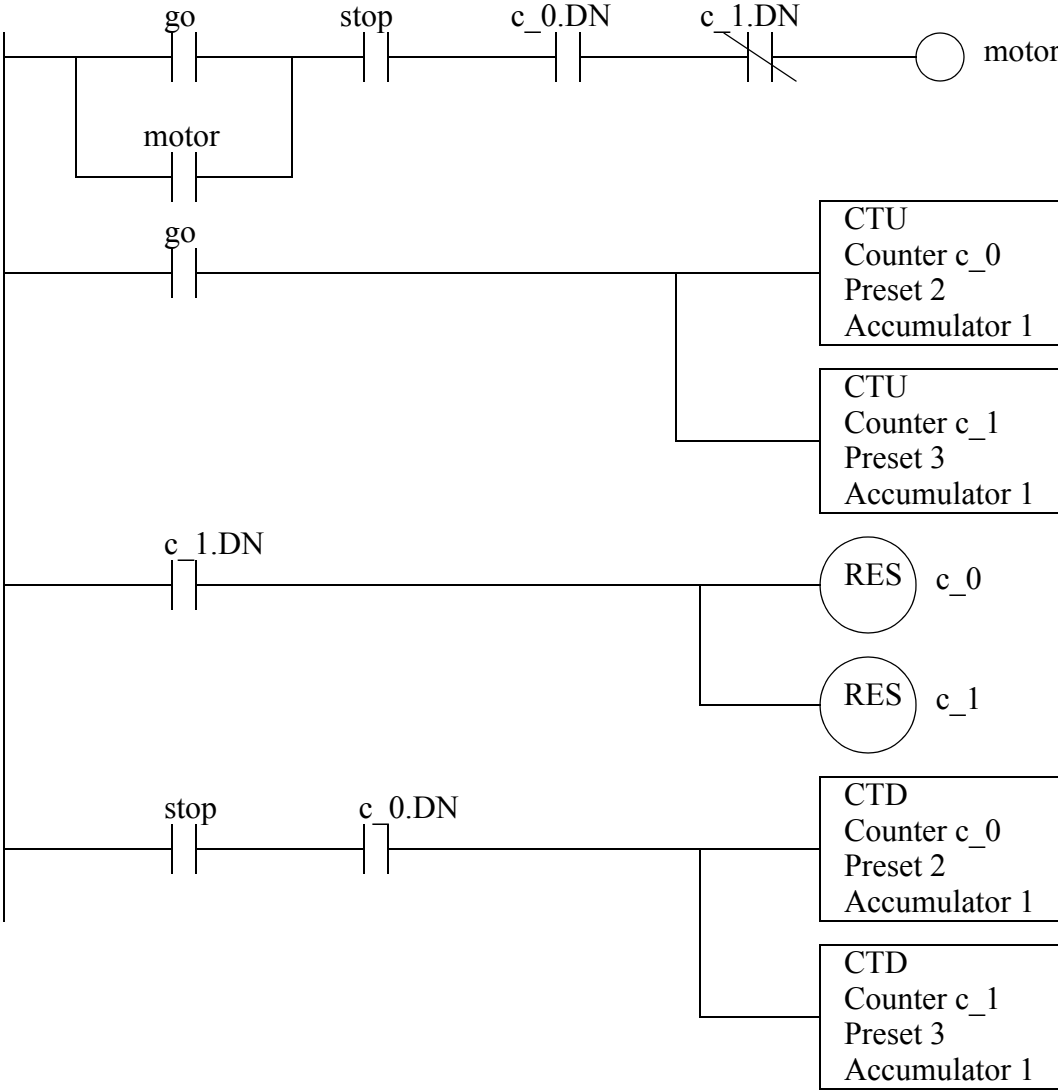 go stop c_0.DN c_1.DN
motor
motor
go
CTU
Counter c_0
Preset 2
Accumulator 1
CTU
Counter c_1
Preset 3
Accumulator 1
c_1.DN
RES c_0
RES c_1
stop c_0.DN
CTD
Counter c_0
Preset 2
Accumulator 1
CTD
Counter c_1
Preset 3
Accumulator 1